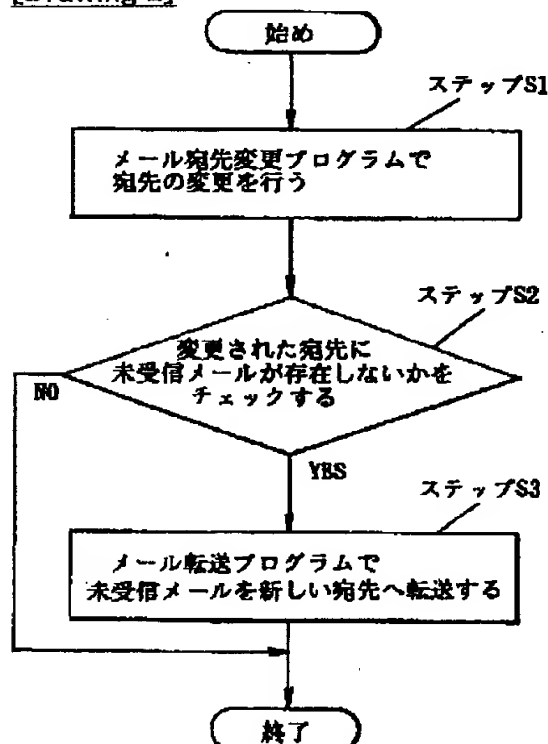 始め
ステップS1
メール宛先変更プログラムで
宛先の変更を行う
ステップS2
変更された宛先に
未受信メールが存在しないかを
チェックする
NO
YES
ステップS3
メール転送プログラムで
未受信メールを新しい宛先へ転送する
終了